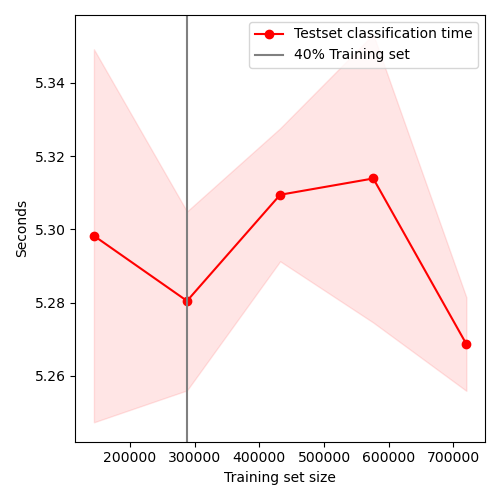 Testset classification time
40% Training set
5.34
5.32
5.30
5.28
5.26
Seconds
200000 300000 400000 500000 600000 700000
Training set size